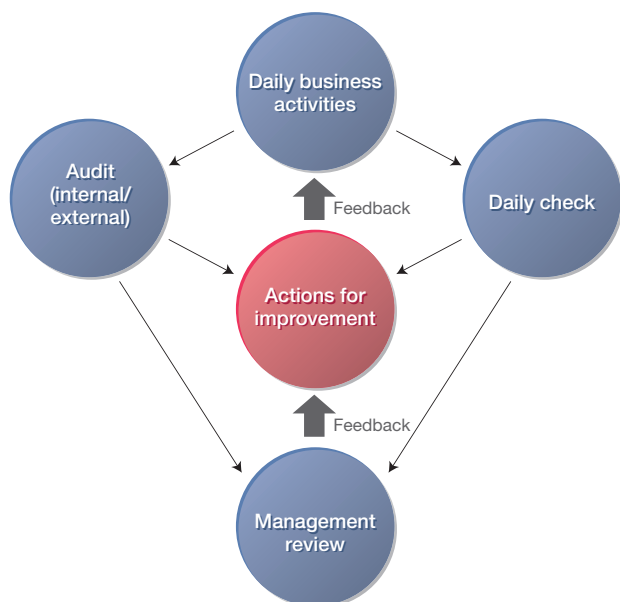 Daily business
activities
Audit
(internal/
external)
Daily check
Feedback
Actions for
improvement
Feedback
Management
review